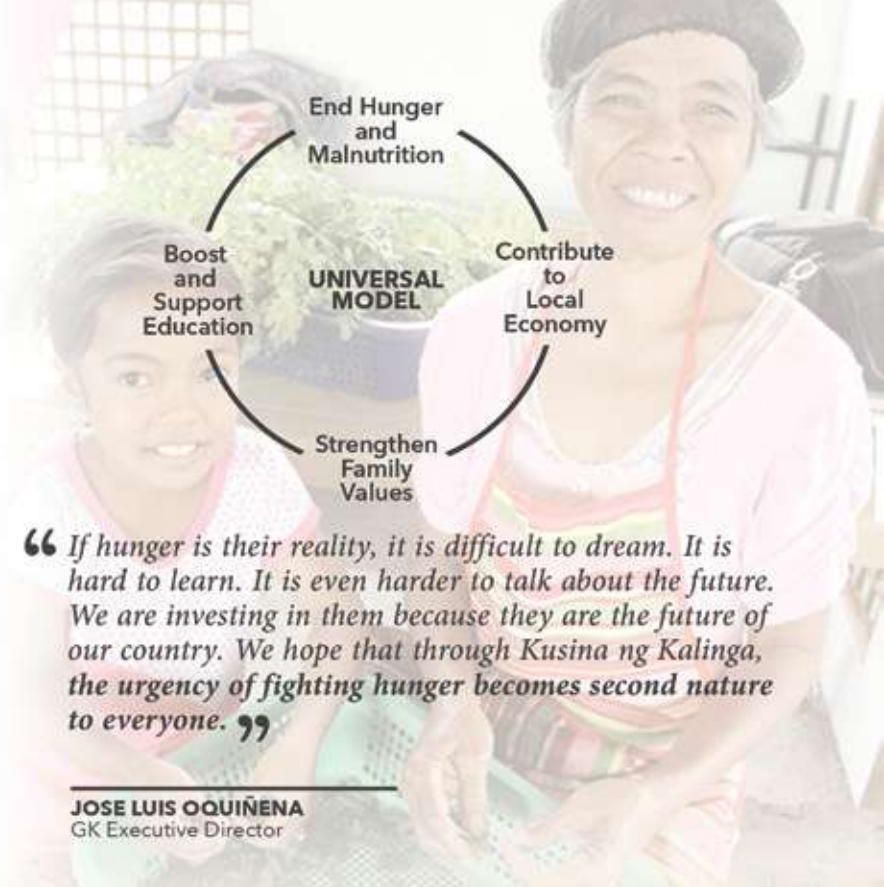 End Hunger
and
Malnutrition
Boost
and
Support
Education
UNIVERSAL
MODEL
Contribute
to
Local
Economy
Strengthen
Family
Values
“ If hunger is their reality, it is difficult to dream. It is
hard to learn. It is even harder to talk about the future.
We are investing in them because they are the future of
our country. We hope that through Kusina ng Kalinga,
the urgency of fighting hunger becomes second nature
to everyone. ”
JOSE LUIS OQUIÑENA
GK Executive Director